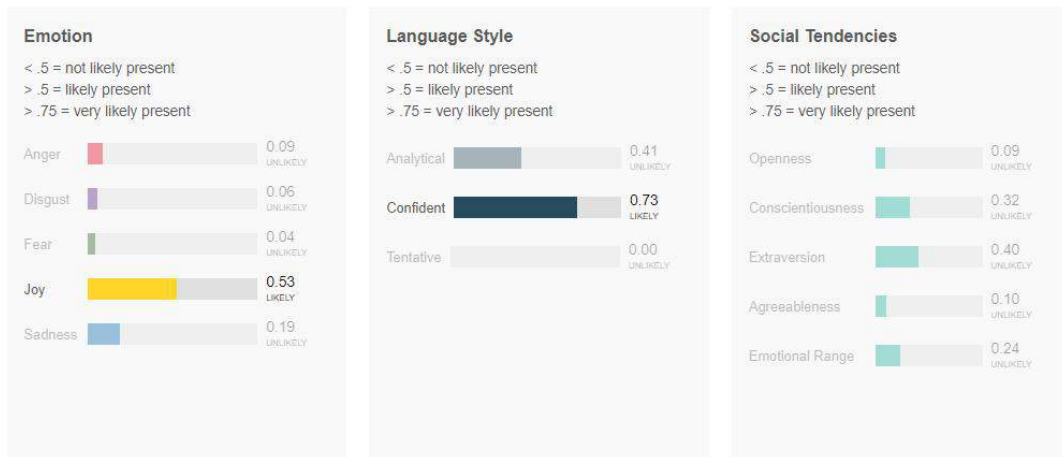 Emotion
< .5 = not likely present
> .5 = likely present
> .75 = very likely present
Anger 0.09
UNLIKELY
Disgust 0.06
UNLIKELY
Fear 0.04
UNLIKELY
Joy 0.53
LIKELY
Sadness 0.19
UNLIKELY
Language Style
< .5 = not likely present
> .5 = likely present
> .75 = very likely present
Analytical 0.41
UNLIKELY
Confident 0.73
LIKELY
Tentative 0.00
UNLIKELY
Social Tendencies
< .5 = not likely present
> .5 = likely present
> .75 = very likely present
Openness 0.09
UNLIKELY
Conscientiousness 0.32
UNLIKELY
Extraversion 0.40
UNLIKELY
Agreeableness 0.10
UNLIKELY
Emotional Range 0.24
UNLIKELY